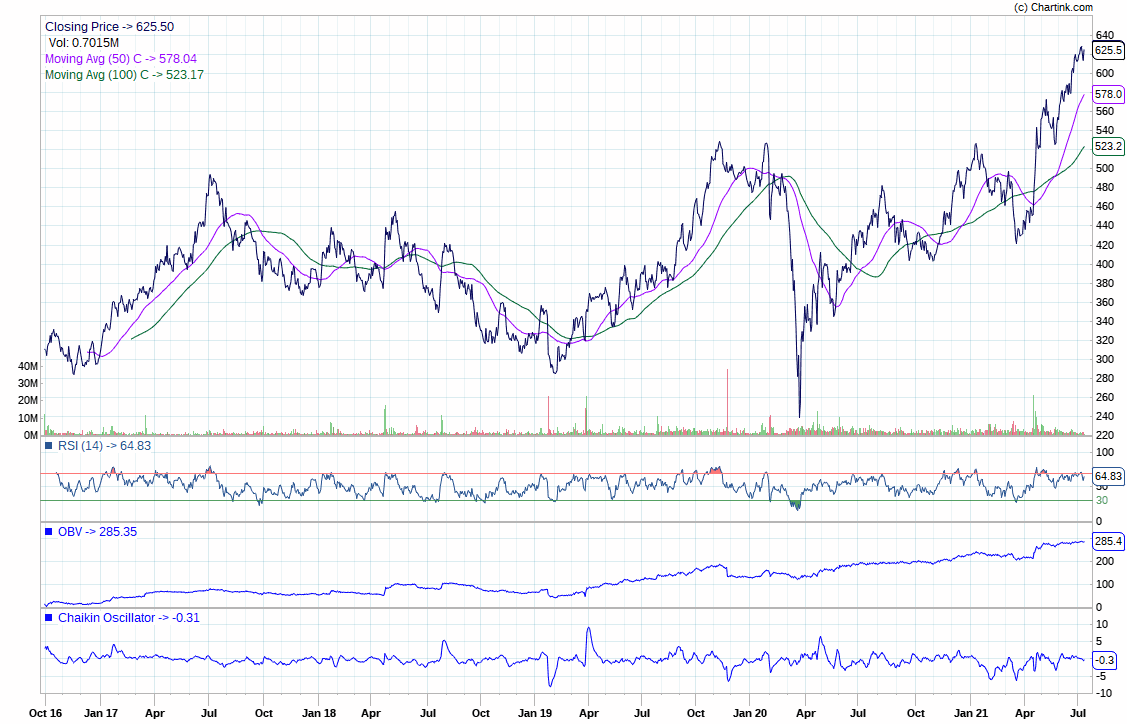 (c) Chartink.com
Closing Price -> 625.50
Vol: 0.7015M
Moving Avg (50) C -> 578.04
Moving Avg (100) C -> 523.17
640
625.5
600
578.0
560
540
523.2
500
480
460
440
420
400
380
360
340
320
300
280
260
240
220
40M
30M
20M
10M
0M
RSI (14) -> 64.83
100
64.83
50
30
0
OBV -> 285.35
285.4
200
100
0
Chaikin Oscillator -> -0.31
10
5
-0.3
-5
-10
Oct 16 Jan 17 Apr Jul Oct Jan 18 Apr Jul Oct Jan 19 Apr Jul Oct Jan 20 Apr Jul Oct Jan 21 Apr Jul